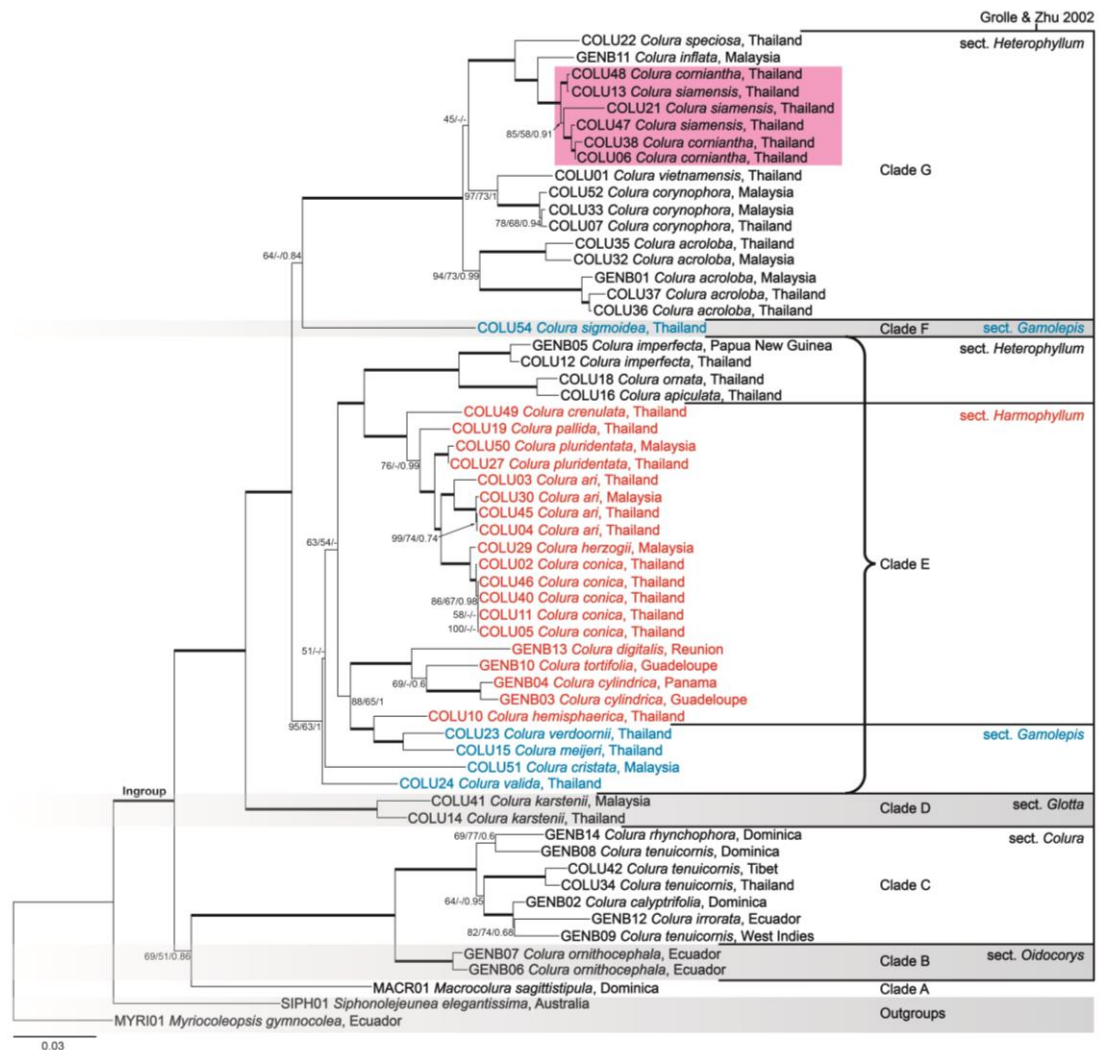 Grolle & Zhu 2002
COLU22 Colura speciosa, Thailand
sect. Heterophyllum
GENB11 Colura inflata, Malaysia
COLU48 Colura corniantha, Thailand
COLU13 Colura siamensis, Thailand
COLU21 Colura siamensis, Thailand
45/-/-
COLU47 Colura siamensis, Thailand
85/58/0.91
COLU38 Colura corniantha, Thailand
COLU06 Colura corniantha, Thailand
Clade G
COLU01 Colura vietnamensis, Thailand
97/73/1
COLU52 Colura corynophora, Malaysia
COLU33 Colura corynophora, Malaysia
78/68/0.94
COLU07 Colura corynophora, Thailand
COLU35 Colura acroloba, Thailand
64/-/0.84
COLU32 Colura acroloba, Malaysia
94/73/0.99
GENB01 Colura acroloba, Malaysia
COLU37 Colura acroloba, Thailand
COLU36 Colura acroloba, Thailand
COLU54 Colura sigmoidea, Thailand
Clade F
sect. Gamolepis
GENB05 Colura imperfecta, Papua New Guinea
sect. Heterophyllum
COLU12 Colura imperfecta, Thailand
COLU18 Colura ornata, Thailand
COLU16 Colura apiculata, Thailand
COLU49 Colura crenulata, Thailand
sect. Harmophyllum
COLU19 Colura pallida, Thailand
COLU50 Colura pluridentata, Malaysia
76/-/0.99
COLU27 Colura pluridentata, Thailand
COLU03 Colura ari, Thailand
COLU30 Colura ari, Malaysia
COLU45 Colura ari, Thailand
COLU04 Colura ari, Thailand
99/74/0.74
63/54/-
COLU29 Colura herzogii, Malaysia
COLU02 Colura conica, Thailand
Clade E
COLU46 Colura conica, Thailand
86/67/0.98
COLU40 Colura conica, Thailand
58/-/-
COLU11 Colura conica, Thailand
100/-/-
COLU05 Colura conica, Thailand
51/-/-
GENB13 Colura digitalis, Reunion
GENB10 Colura tortifolia, Guadeloupe
69/-/0.6
GENB04 Colura cylindrica, Panama
88/65/1
GENB03 Colura cylindrica, Guadeloupe
COLU10 Colura hemisphaerica, Thailand
95/63/1
COLU23 Colura verdoornii, Thailand
sect. Gamolepis
COLU15 Colura meijeri, Thailand
COLU51 Colura cristata, Malaysia
COLU24 Colura valida, Thailand
Ingroup
COLU41 Colura karstenii, Malaysia
Clade D
sect. Glotta
COLU14 Colura karstenii, Thailand
69/77/0.6
GENB14 Colura rhynchophora, Dominica
sect. Colura
GENB08 Colura tenuicornis, Dominica
COLU42 Colura tenuicornis, Tibet
COLU34 Colura tenuicornis, Thailand
Clade C
64/-/0.95
GENB02 Colura calyptrifolia, Dominica
GENB12 Colura irrorata, Ecuador
82/74/0.68
GENB09 Colura tenuicornis, West Indies
69/51/0.86
GENB07 Colura ornithocephala, Ecuador
Clade B
sect. Oidocorys
GENB06 Colura ornithocephala, Ecuador
MACR01 Macrocolura sagittistipula, Dominica
Clade A
SIPH01 Siphonolejeunea elegantissima, Australia
Outgroups
MYRI01 Myriocoleopsis gymnocolea, Ecuador
0.03